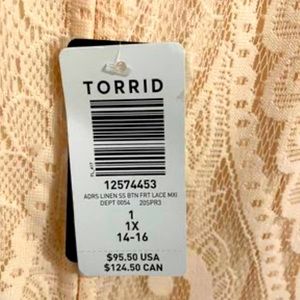 TORRID
12574453
ADRS LINEN SS BTN FRT LACE MXI
DEPT 0054 20SPR3
1
1X
14-16
$95.50 USA
$124.50 CAN